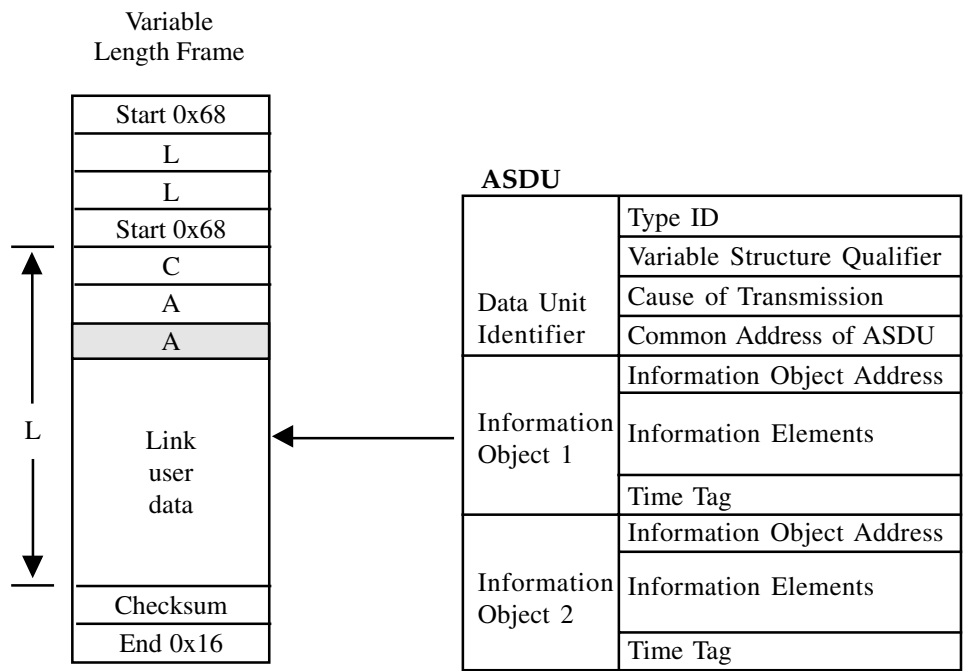 Variable
Length Frame
Start 0x68
L
L
Start 0x68
C
A
A
L
Link
user
data
Checksum
End 0x16
ASDU
Data Unit
Identifier
Type ID
Variable Structure Qualifier
Cause of Transmission
Common Address of ASDU
Information
Object 1
Information Object Address
Information Elements
Time Tag
Information
Object 2
Information Object Address
Information Elements
Time Tag